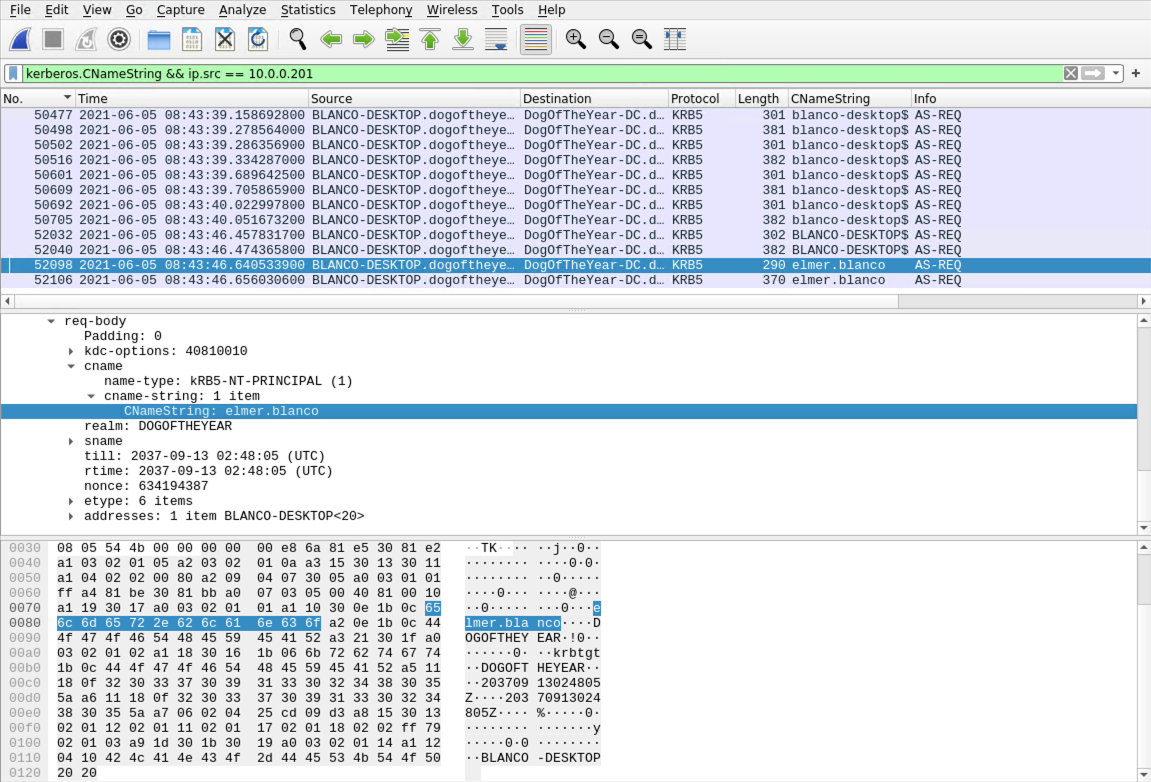 File Edit View Go Capture Analyze Statistics Telephony Wireless Tools Help
kerberos.CNameString && ip.src == 10.0.0.201
No. Time Source Destination Protocol Length CNameString Info
50477 2021-06-05 08:43:39.158692800 BLANCO-DESKTOP.dogoftheye… DogOfTheYear-DC.d… KRB5 301 blanco-desktop$ AS-REQ
50498 2021-06-05 08:43:39.278564000 BLANCO-DESKTOP.dogoftheye… DogOfTheYear-DC.d… KRB5 381 blanco-desktop$ AS-REQ
50502 2021-06-05 08:43:39.286356900 BLANCO-DESKTOP.dogoftheye… DogOfTheYear-DC.d… KRB5 301 blanco-desktop$ AS-REQ
50516 2021-06-05 08:43:39.334287000 BLANCO-DESKTOP.dogoftheye… DogOfTheYear-DC.d… KRB5 382 blanco-desktop$ AS-REQ
50601 2021-06-05 08:43:39.689642500 BLANCO-DESKTOP.dogoftheye… DogOfTheYear-DC.d… KRB5 301 blanco-desktop$ AS-REQ
50609 2021-06-05 08:43:39.705865900 BLANCO-DESKTOP.dogoftheye… DogOfTheYear-DC.d… KRB5 381 blanco-desktop$ AS-REQ
50692 2021-06-05 08:43:40.022997800 BLANCO-DESKTOP.dogoftheye… DogOfTheYear-DC.d… KRB5 301 blanco-desktop$ AS-REQ
50705 2021-06-05 08:43:40.051673200 BLANCO-DESKTOP.dogoftheye… DogOfTheYear-DC.d… KRB5 382 blanco-desktop$ AS-REQ
52032 2021-06-05 08:43:46.457831700 BLANCO-DESKTOP.dogoftheye… DogOfTheYear-DC.d… KRB5 302 BLANCO-DESKTOP$ AS-REQ
52040 2021-06-05 08:43:46.474365800 BLANCO-DESKTOP.dogoftheye… DogOfTheYear-DC.d… KRB5 382 BLANCO-DESKTOP$ AS-REQ
52098 2021-06-05 08:43:46.640533900 BLANCO-DESKTOP.dogoftheye… DogOfTheYear-DC.d… KRB5 290 elmer.blanco AS-REQ
52106 2021-06-05 08:43:46.656030600 BLANCO-DESKTOP.dogoftheye… DogOfTheYear-DC.d… KRB5 370 elmer.blanco AS-REQ
req-body
Padding: 0
kdc-options: 40810010
cname
name-type: kRB5-NT-PRINCIPAL (1)
cname-string: 1 item
CNameString: elmer.blanco
realm: DOGOFTHEYEAR
sname
till: 2037-09-13 02:48:05 (UTC)
rtime: 2037-09-13 02:48:05 (UTC)
nonce: 634194387
etype: 6 items
addresses: 1 item BLANCO-DESKTOP<20>
0030 08 05 54 4b 00 00 00 00 00 e8 6a 81 e5 30 81 e2 ··TK···· ··j··0··
0040 a1 03 02 01 05 a2 03 02 01 0a a3 15 30 13 30 11 ········ ····0·0·
0050 a1 04 02 02 00 80 a2 09 04 07 30 05 a0 03 01 01 ········ ··0·····
0060 ff a4 81 be 30 81 bb a0 07 03 05 00 40 81 00 10 ····0··· ····@···
0070 a1 19 30 17 a0 03 02 01 01 a1 10 30 0e 1b 0c 65 ··0····· ···0···e
0080 6c 6d 65 72 2e 62 6c 61 6e 63 6f a2 0e 1b 0c 44 lmer.bla nco····D
0090 4f 47 4f 46 54 48 45 59 45 41 52 a3 21 30 1f a0 OGOFTHEY EAR·!0··
00a0 03 02 01 02 a1 18 30 16 1b 06 6b 72 62 74 67 74 ······0· ··krbtgt
00b0 1b 0c 44 4f 47 4f 46 54 48 45 59 45 41 52 a5 11 ··DOGOFT HEYEAR··
00c0 18 0f 32 30 33 37 30 39 31 33 30 32 34 38 30 35 ··203709 13024805
00d0 5a a6 11 18 0f 32 30 33 37 30 39 31 33 30 32 34 Z····203 70913024
00e0 38 30 35 5a a7 06 02 04 25 cd 09 d3 a8 15 30 13 805Z···· %·····0·
00f0 02 01 12 02 01 11 02 01 17 02 01 18 02 02 ff 79 ········ ·······y
0100 02 01 03 a9 1d 30 1b 30 19 a0 03 02 01 14 a1 12 ·····0·0 ········
0110 04 10 42 4c 41 4e 43 4f 2d 44 45 53 4b 54 4f 50 ··BLANCO -DESKTOP
0120 20 20